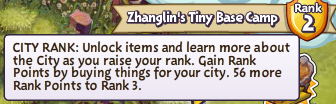 Zhanglin's Tiny Base Camp
Rank
2
CITY RANK: Unlock items and learn more about
the City as you raise your rank. Gain Rank
Points by buying things for your city. 56 more
Rank Points to Rank 3.